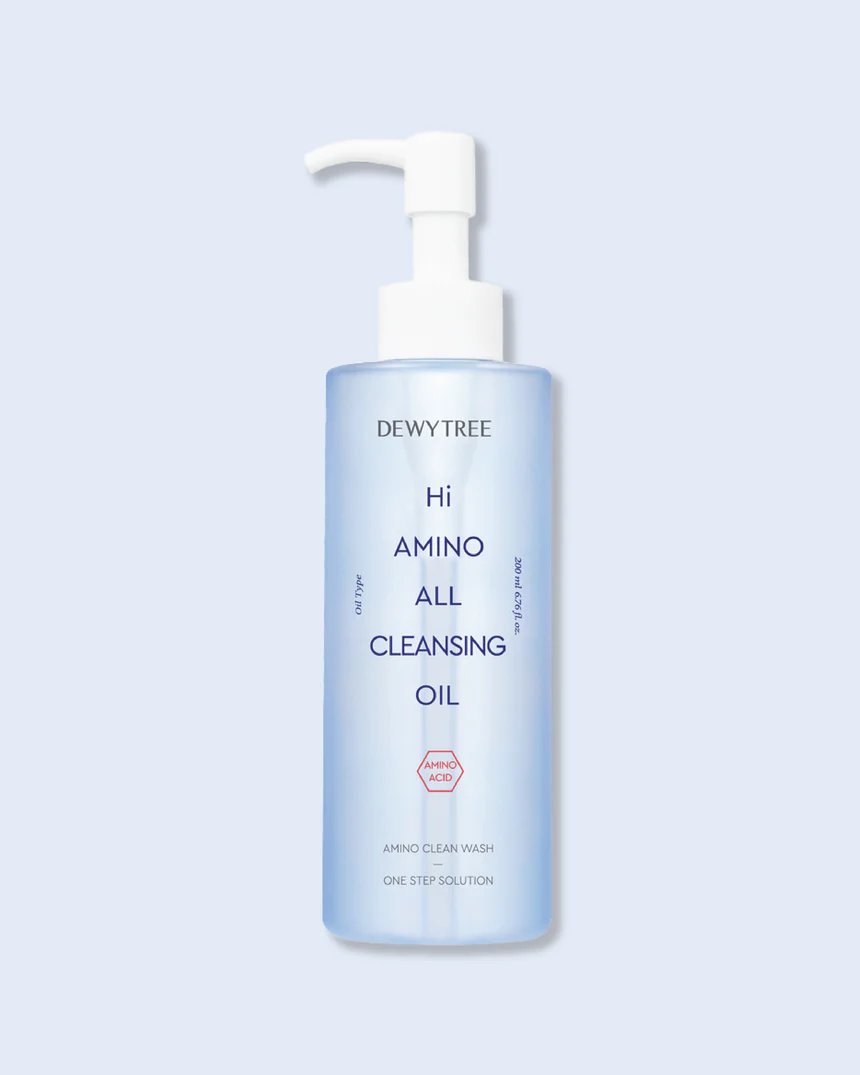 DEWYTREE
Hi
AMINO
ALL
CLEANSING
OIL
Oil Type
200 ml 6.76 fl. oz.
AMINO
ACID
AMINO CLEAN WASH
—
ONE STEP SOLUTION